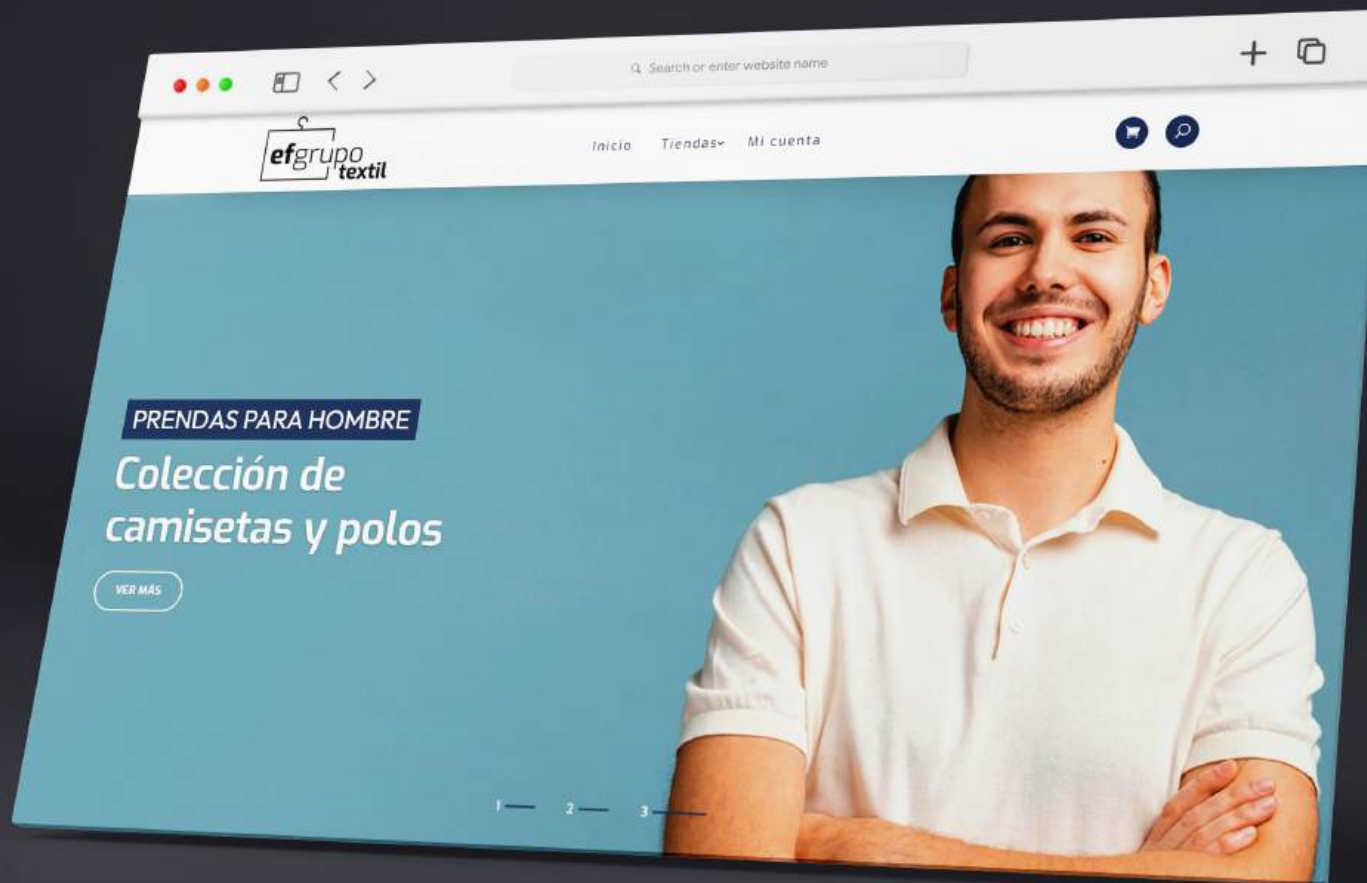 Search or enter website name
efgrupo
textil
Inicio Tiendas Mi cuenta
PRENDAS PARA HOMBRE
Colección de
camisetas y polos
VER MÁS
1 2 3